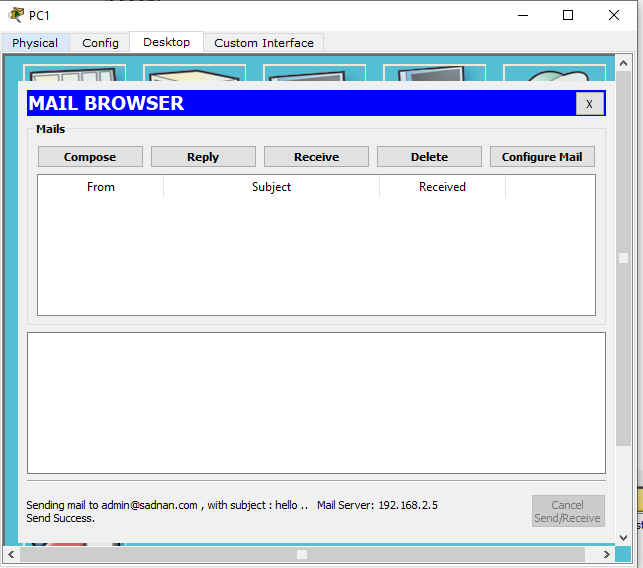 PC1
Physical Config Desktop Custom Interface
MAIL BROWSER X
Mails
Compose Reply Receive Delete Configure Mail
From Subject Received
Sending mail to admin@sadnan.com , with subject : hello .. Mail Server: 192.168.2.5
Send Success.
Cancel
Send/Receive